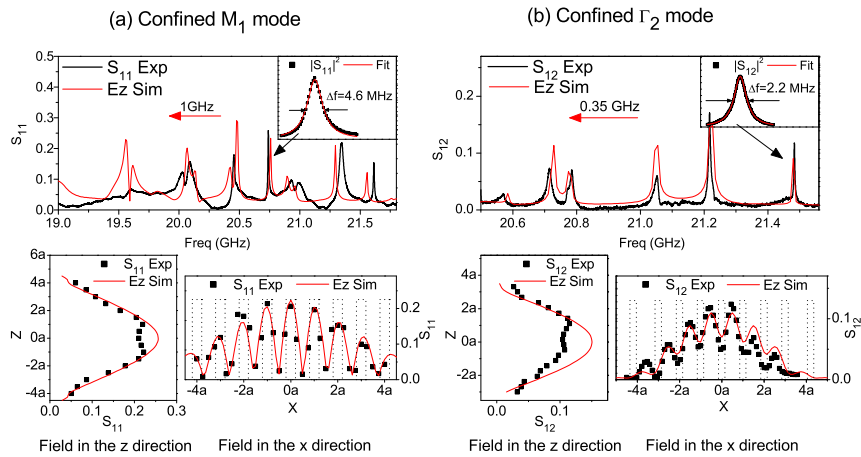 (a) Confined M1 mode
0.5
0.4
0.3
0.2
0.1
0.0
S11
S11 Exp
Ez Sim
1GHz
|S11|² Fit
Δf=4.6 MHz
19.0 19.5 20.0 20.5 21.0 21.5
Freq (GHz)
6a
4a
2a
0a
-2a
-4a
Z
S11 Exp
Ez Sim
0.0 0.1 0.2 0.3
S11
Field in the z direction
S11 Exp Ez Sim
0.2
0.1
0.0
S11
-4a -2a 0a 2a 4a
X
Field in the x direction
(b) Confined Γ2 mode
0.2
0.1
0.0
S12
S12 Exp
Ez Sim
0.35 GHz
|S12|² Fit
Δf=2.2 MHz
20.6 20.8 21.0 21.2 21.4
Freq (GHz)
4a
2a
0a
-2a
Z
S12 Exp
Ez Sim
0.0 0.1
S12
Field in the z direction
S12 Exp Ez Sim
0.1
0.0
S12
-4a -2a 0a 2a 4a
X
Field in the x direction